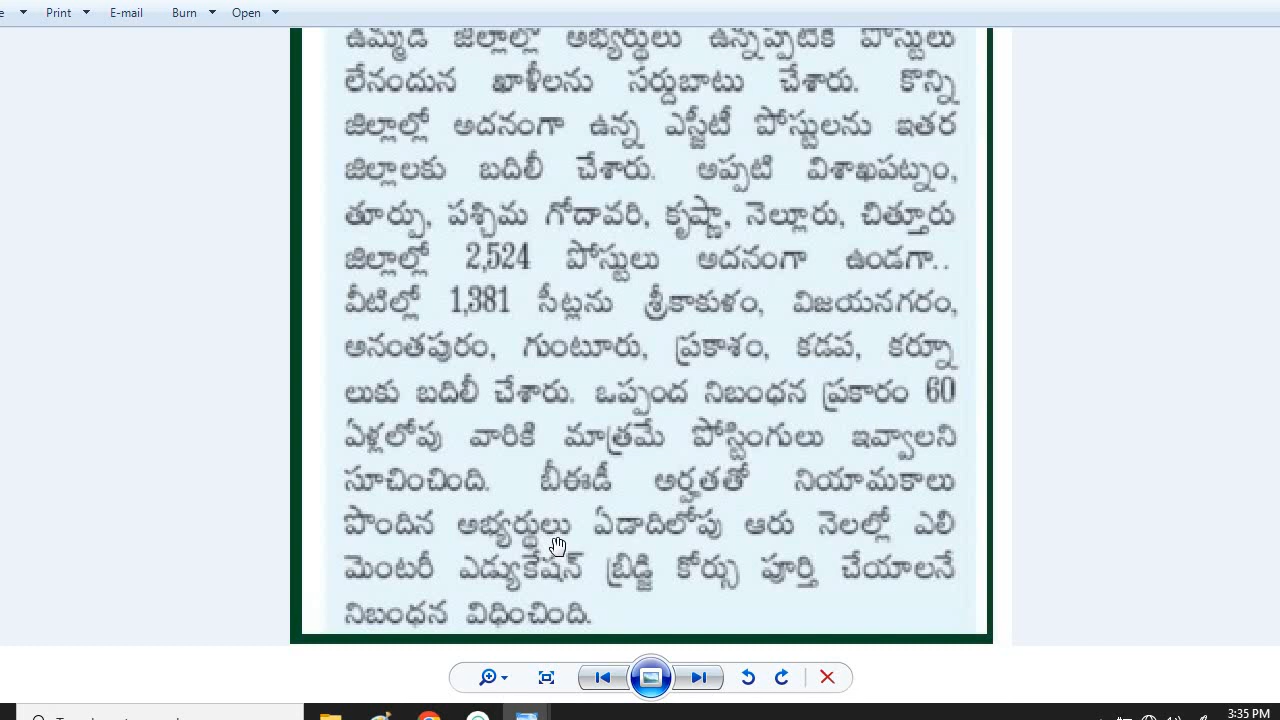 Print E-mail Burn Open
ఉమ్మడి జిల్లాల్లో అభ్యర్థులు ఉన్నప్పటికీ పోస్టులు
లేనందున ఖాళీలను సర్దుబాటు చేశారు. కొన్ని
జిల్లాల్లో అదనంగా ఉన్న ఎస్జీటీ పోస్టులను ఇతర
జిల్లాలకు బదిలీ చేశారు. అప్పటి విశాఖపట్నం,
తూర్పు, పశ్చిమ గోదావరి, కృష్ణా, నెల్లూరు, చిత్తూరు
జిల్లాల్లో 2,524 పోస్టులు అదనంగా ఉండగా..
వీటిల్లో 1,381 సీట్లను శ్రీకాకుళం, విజయనగరం,
అనంతపురం, గుంటూరు, ప్రకాశం, కడప, కర్నూ
లుకు బదిలీ చేశారు. ఒప్పంద నిబంధన ప్రకారం 60
ఏళ్లలోపు వారికి మాత్రమే పోస్టింగులు ఇవ్వాలని
సూచించింది. బీఈడీ అర్హతతో నియామకాలు
పొందిన అభ్యర్థులు ఏడాదిలోపు ఆరు నెలల్లో ఎలి
మెంటరీ ఎడ్యుకేషన్ బ్రిడ్జి కోర్సు పూర్తి చేయాలనే
నిబంధన విధించింది.
3:35 PM